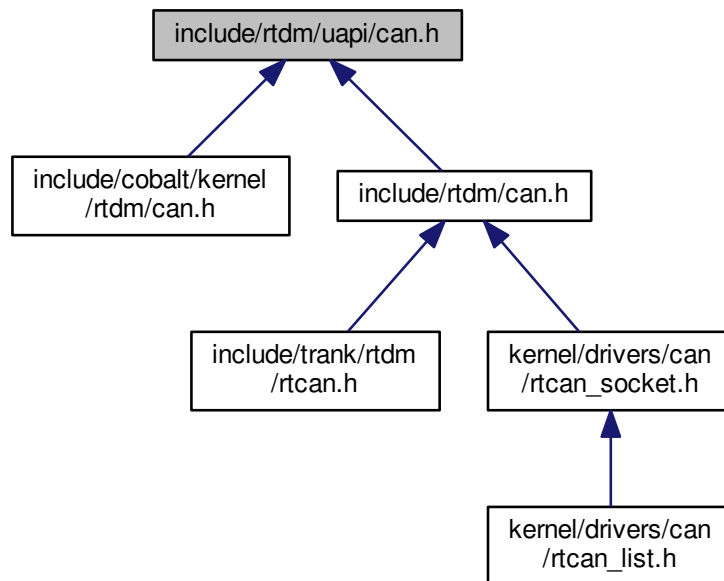 include/rtdm/uapi/can.h
include/cobalt/kernel
/rtdm/can.h
include/rtdm/can.h
include/trank/rtdm
/rtcan.h
kernel/drivers/can
/rtcan_socket.h
kernel/drivers/can
/rtcan_list.h